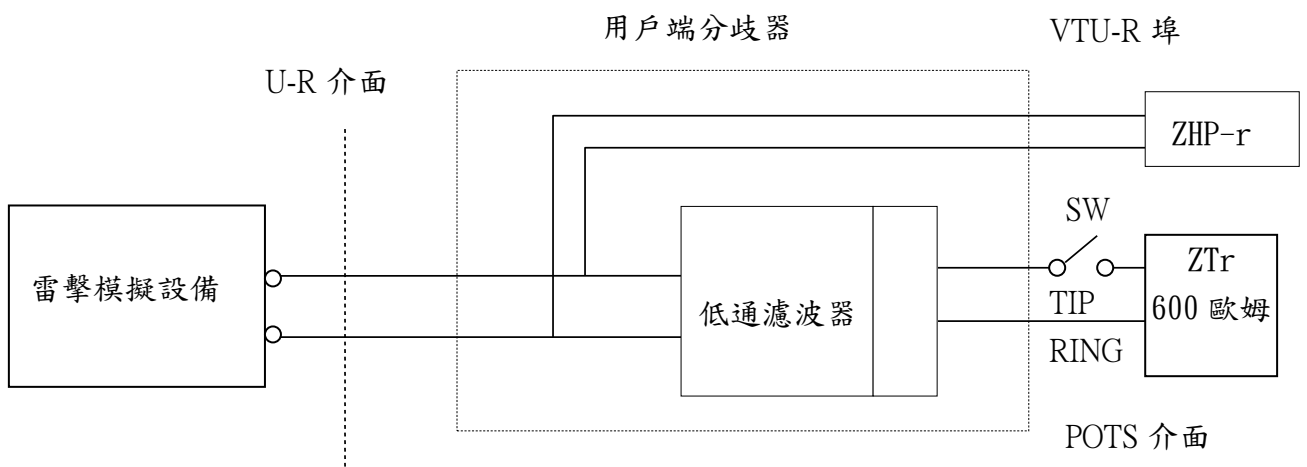 用戶端分歧器
VTU-R 埠
U-R 介面
ZHP-r
雷擊模擬設備
低通濾波器
SW
TIP
RING
ZTr
600 歐姆
POTS 介面